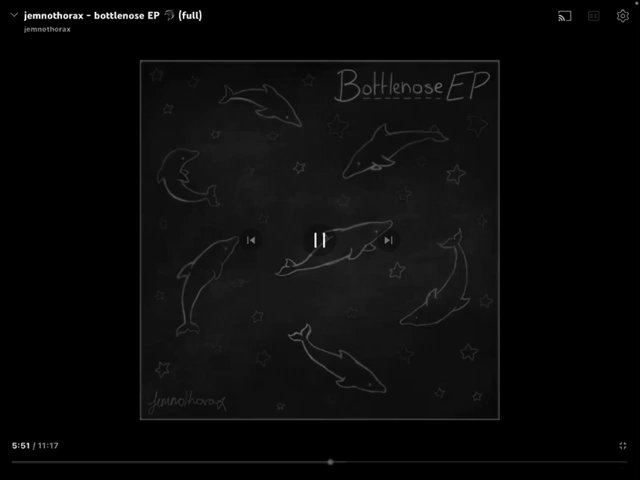 jemnothorax - bottlenose EP 🐬 (full)
jemnothorax
Bottlenose EP
jemnothorax
5:51 / 11:17